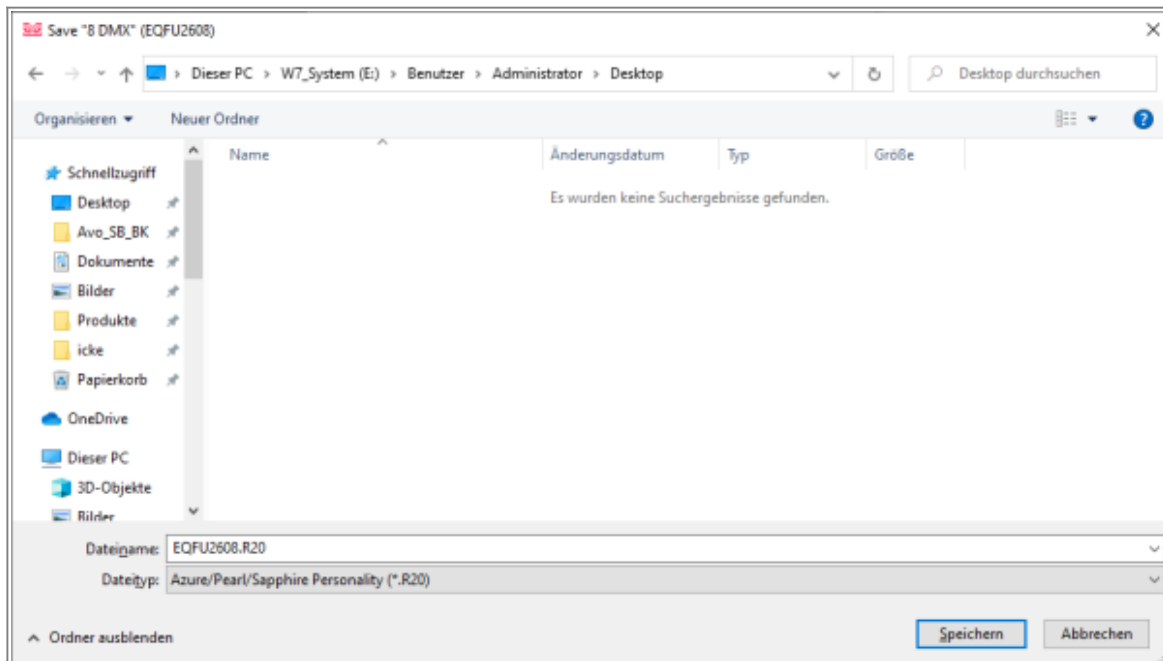 Save "8 DMX" (EQFU2608)
Dieser PC > W7_System (E:) > Benutzer > Administrator > Desktop
Desktop durchsuchen
Organisieren
Neuer Ordner
Name
Änderungsdatum
Typ
Größe
Es wurden keine Suchergebnisse gefunden.
Schnellzugriff
Desktop
Avo_SB_BK
Dokumente
Bilder
Produkte
icke
Papierkorb
OneDrive
Dieser PC
3D-Objekte
Bilder
Dateiname: EQFU2608.R20
Dateityp: Azure/Pearl/Sapphire Personality (*.R20)
Ordner ausblenden
Speichern
Abbrechen